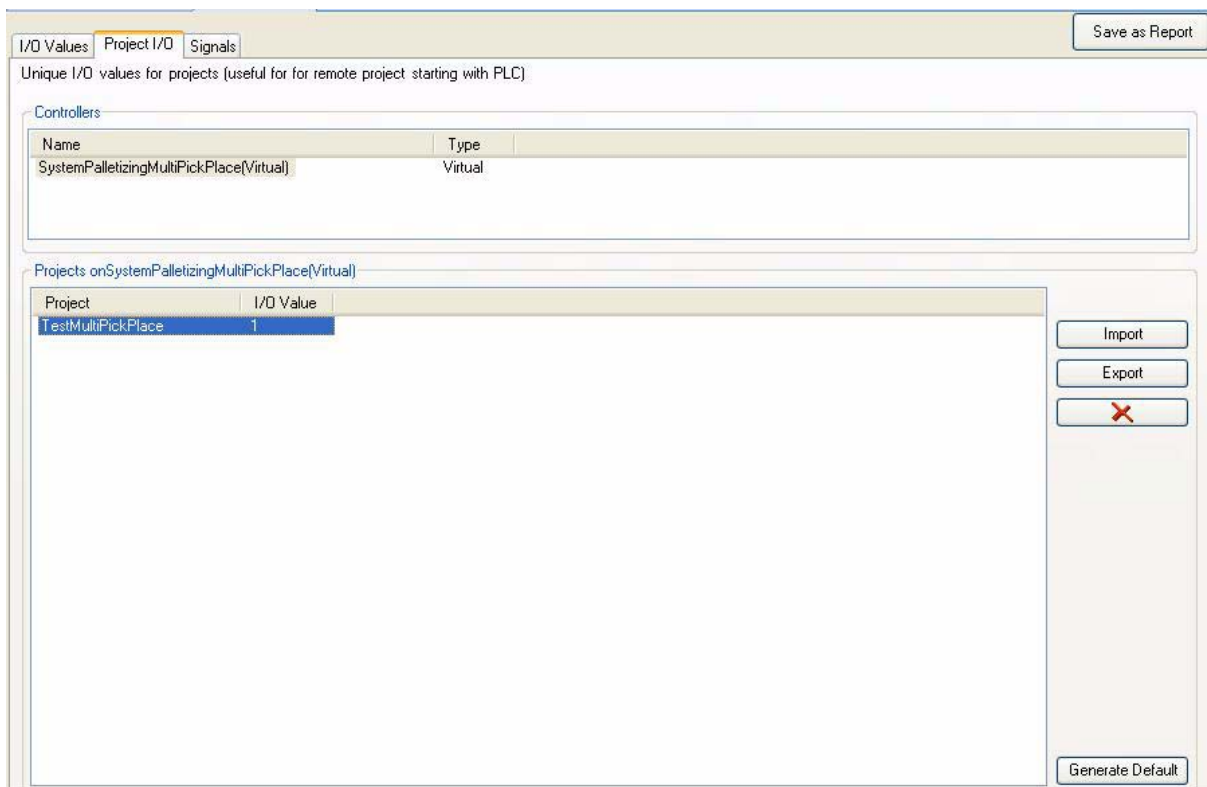 Save as Report
I/O Values Project I/O Signals
Unique I/O values for projects (useful for for remote project starting with PLC)
Controllers
Name Type
SystemPalletizingMultiPickPlace(Virtual) Virtual
Projects onSystemPalletizingMultiPickPlace(Virtual)
Project I/O Value
TestMultiPickPlace 1
Import
Export
Generate Default